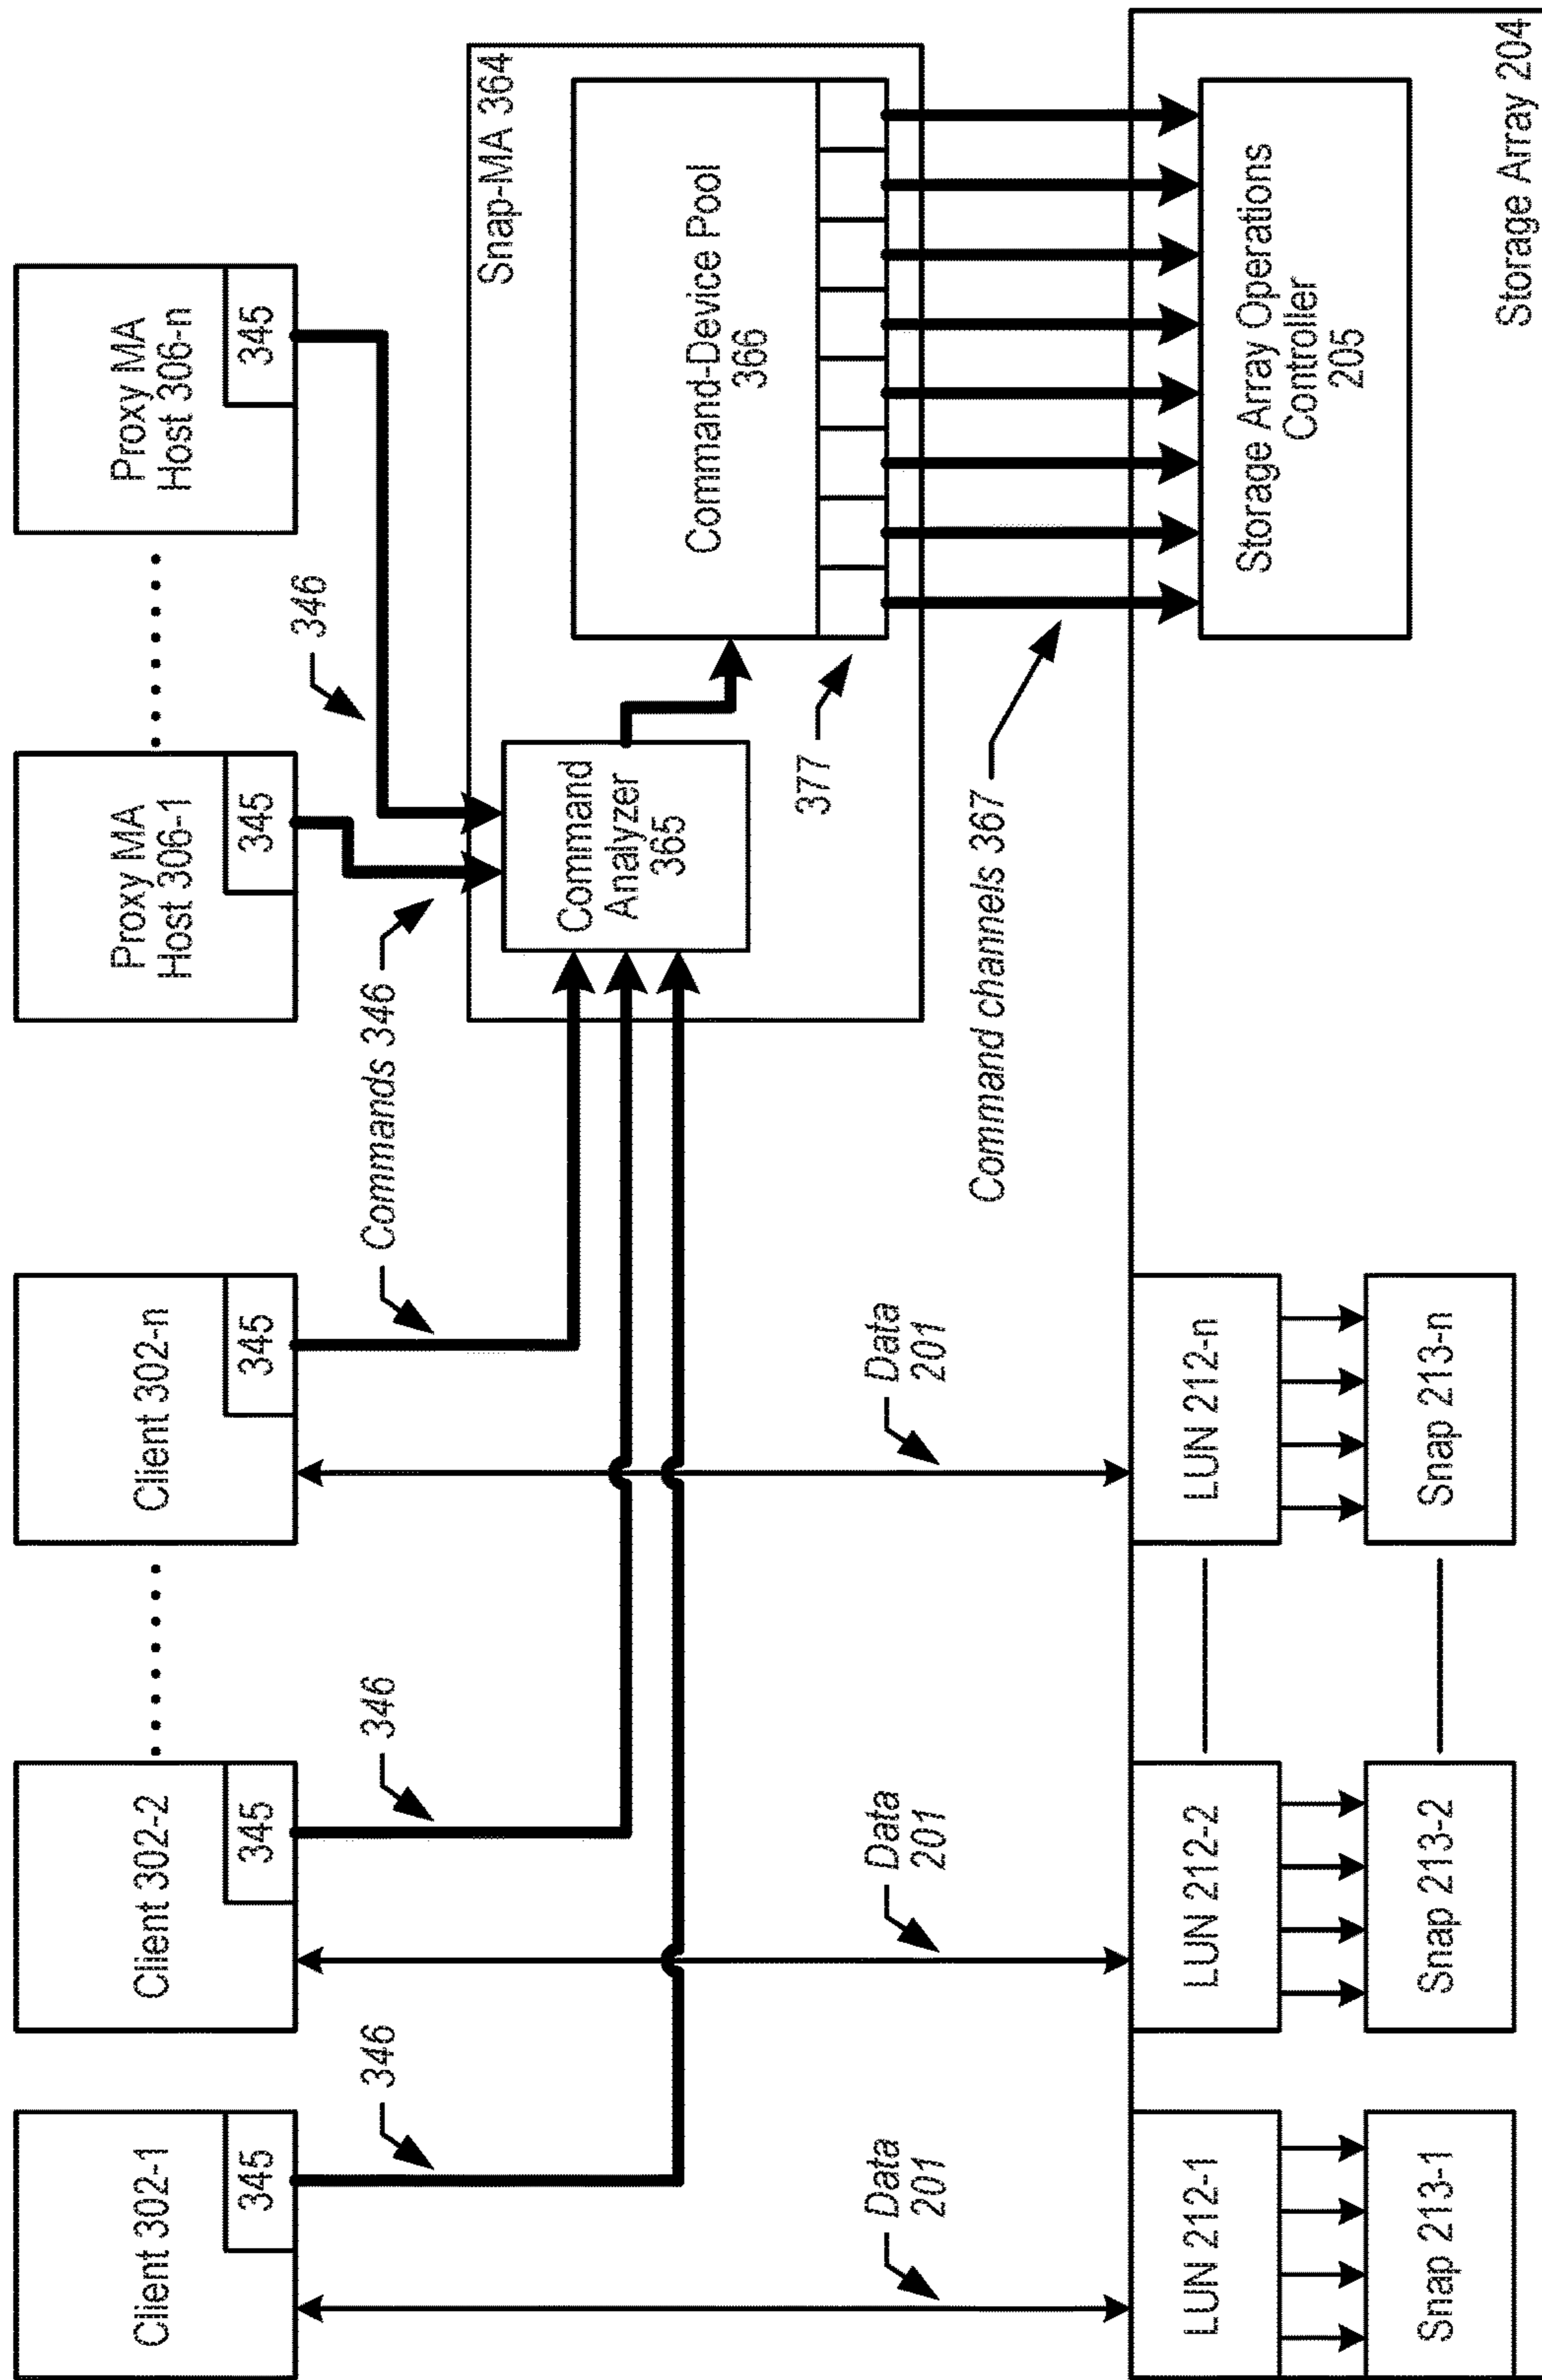 Client 302-1
345
Client 302-2
345
Client 302-n
345
Proxy MA
Host 306-1
345
Proxy MA
Host 306-n
345
346
346
Commands 346
346
Snap-MA 364
Command
Analyzer
365
Command-Device Pool
366
377
Data
201
Data
201
Data
201
Command channels 367
LUN 212-1
LUN 212-2
LUN 212-n
Storage Array Operations
Controller
205
Snap 213-1
Snap 213-2
Snap 213-n
Storage Array 204